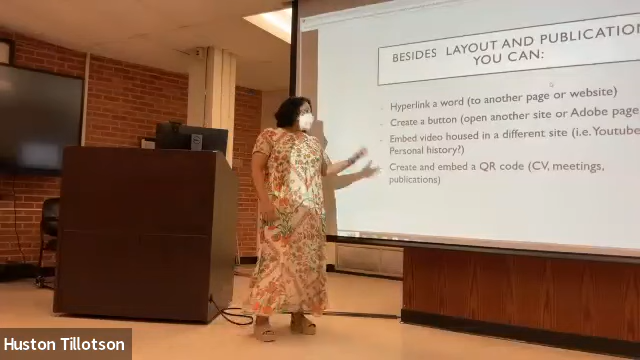 BESIDES LAYOUT AND PUBLICATION
YOU CAN:
Hyperlink a word (to another page or website)
Create a button (open another site or Adobe page
Embed video housed in a different site (i.e. Youtube
Personal history?)
Create and embed a QR code (CV, meetings,
publications)
Huston Tillotson